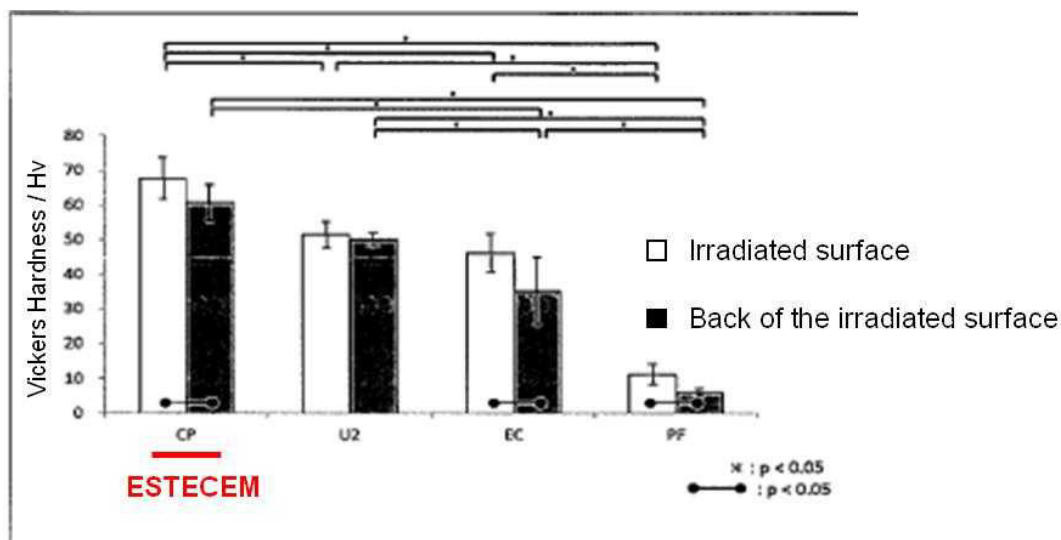 Vickers Hardness / Hv
80
70
60
50
40
30
20
10
0
Irradiated surface
Back of the irradiated surface
CP
U2
EC
PF
ESTECEM
* : p < 0.05
: p < 0.05